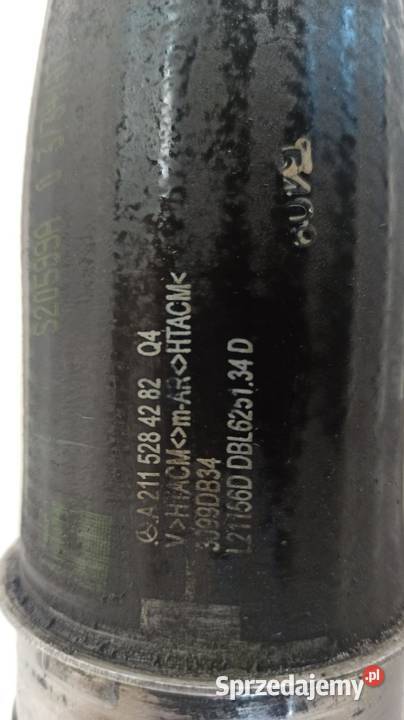 A 211 528 42 82 Q4
V>HTACM<>m-AR<>HTACM<
3J99DB34
L21156D DBL6251.34 D
Sprzedajemy.pl